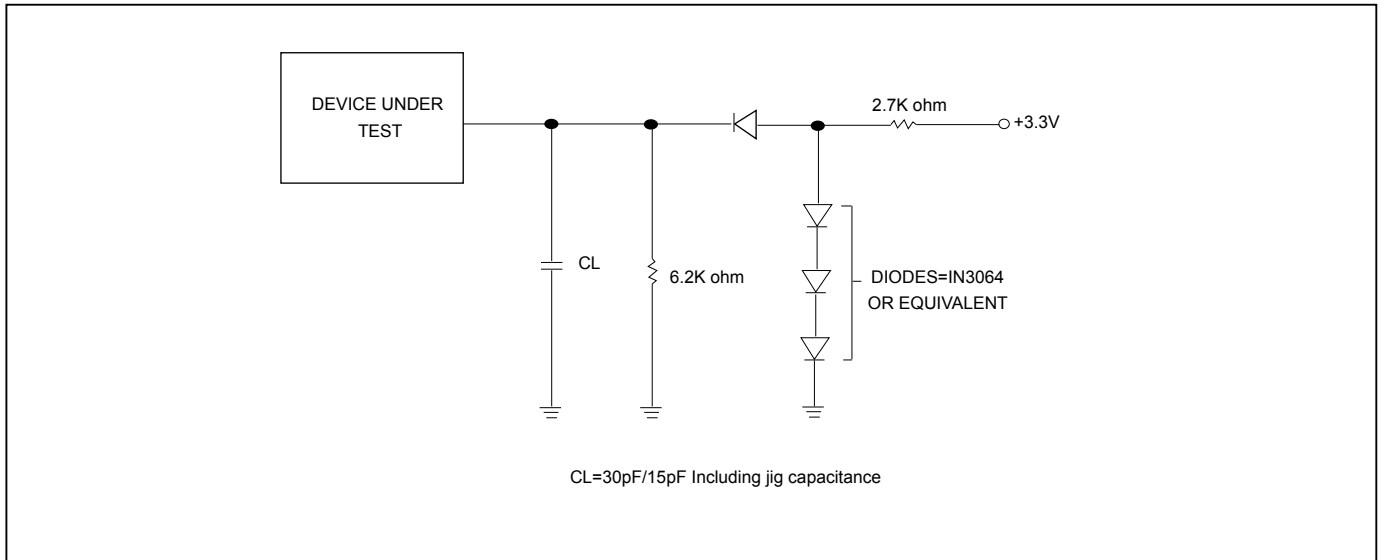 DEVICE UNDER
TEST
2.7K ohm
+3.3V
CL
6.2K ohm
DIODES=IN3064
OR EQUIVALENT
CL=30pF/15pF Including jig capacitance